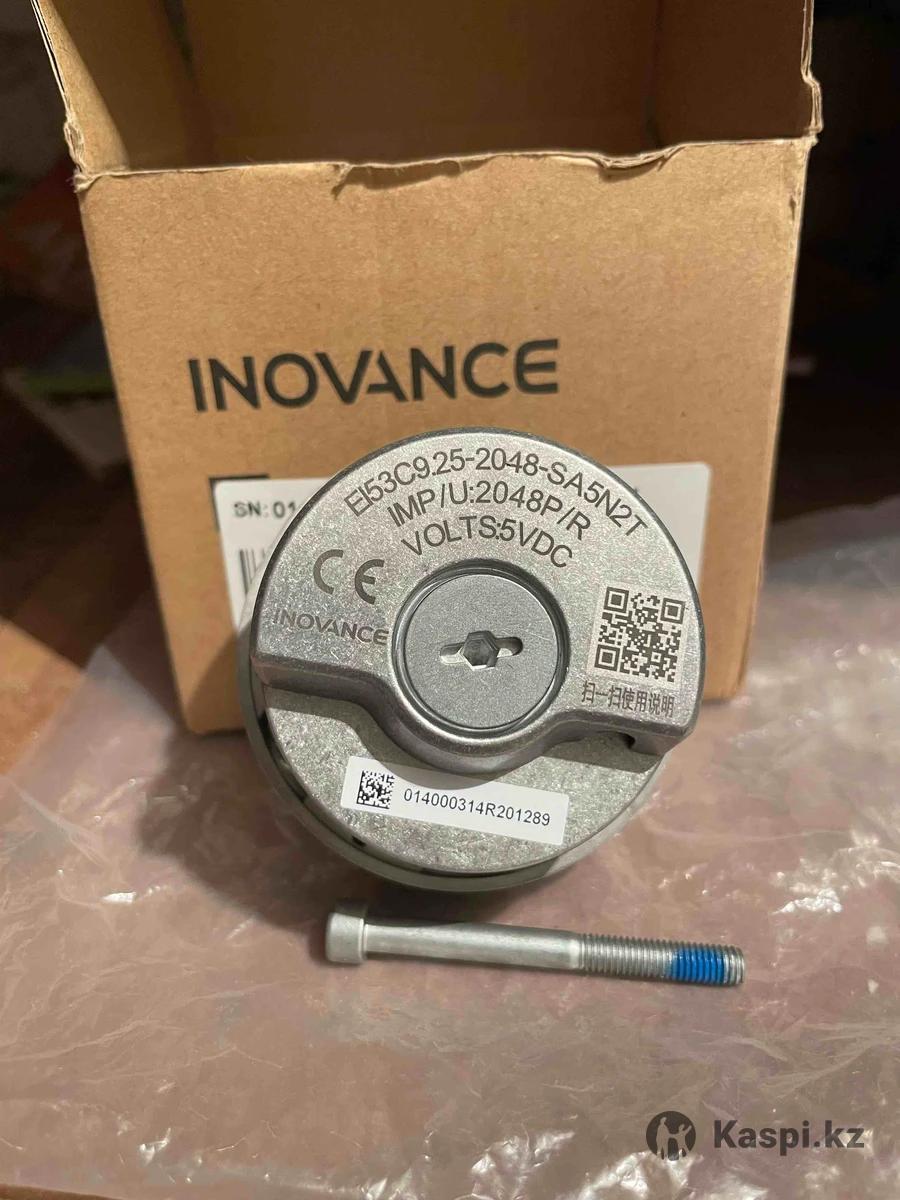 INOVANCE
SN: 01
EI53C9.25-2048-SA5N2T
IMP/U:2048P/R
VOLTS:5VDC
CE
INOVANCE
扫一扫使用说明
014000314R201289
Kaspi.kz